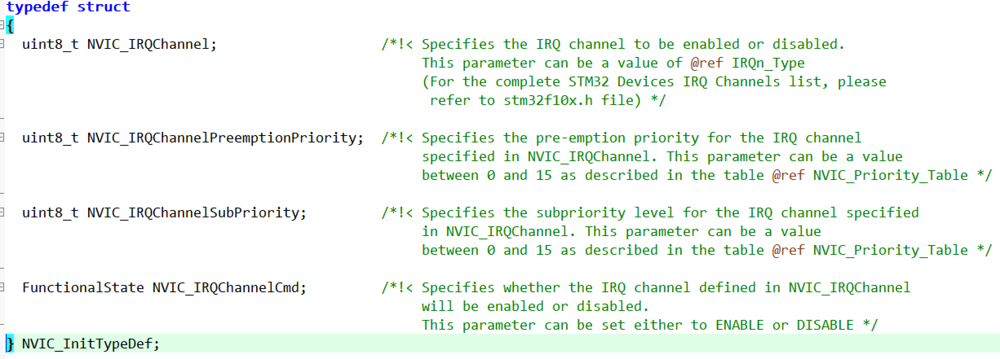 typedef struct
{
uint8_t NVIC_IRQChannel; /*!< Specifies the IRQ channel to be enabled or disabled.
This parameter can be a value of @ref IRQn_Type
(For the complete STM32 Devices IRQ Channels list, please
refer to stm32f10x.h file) */
uint8_t NVIC_IRQChannelPreemptionPriority; /*!< Specifies the pre-emption priority for the IRQ channel
specified in NVIC_IRQChannel. This parameter can be a value
between 0 and 15 as described in the table @ref NVIC_Priority_Table */
uint8_t NVIC_IRQChannelSubPriority; /*!< Specifies the subpriority level for the IRQ channel specified
in NVIC_IRQChannel. This parameter can be a value
between 0 and 15 as described in the table @ref NVIC_Priority_Table */
FunctionalState NVIC_IRQChannelCmd; /*!< Specifies whether the IRQ channel defined in NVIC_IRQChannel
will be enabled or disabled.
This parameter can be set either to ENABLE or DISABLE */
} NVIC_InitTypeDef;